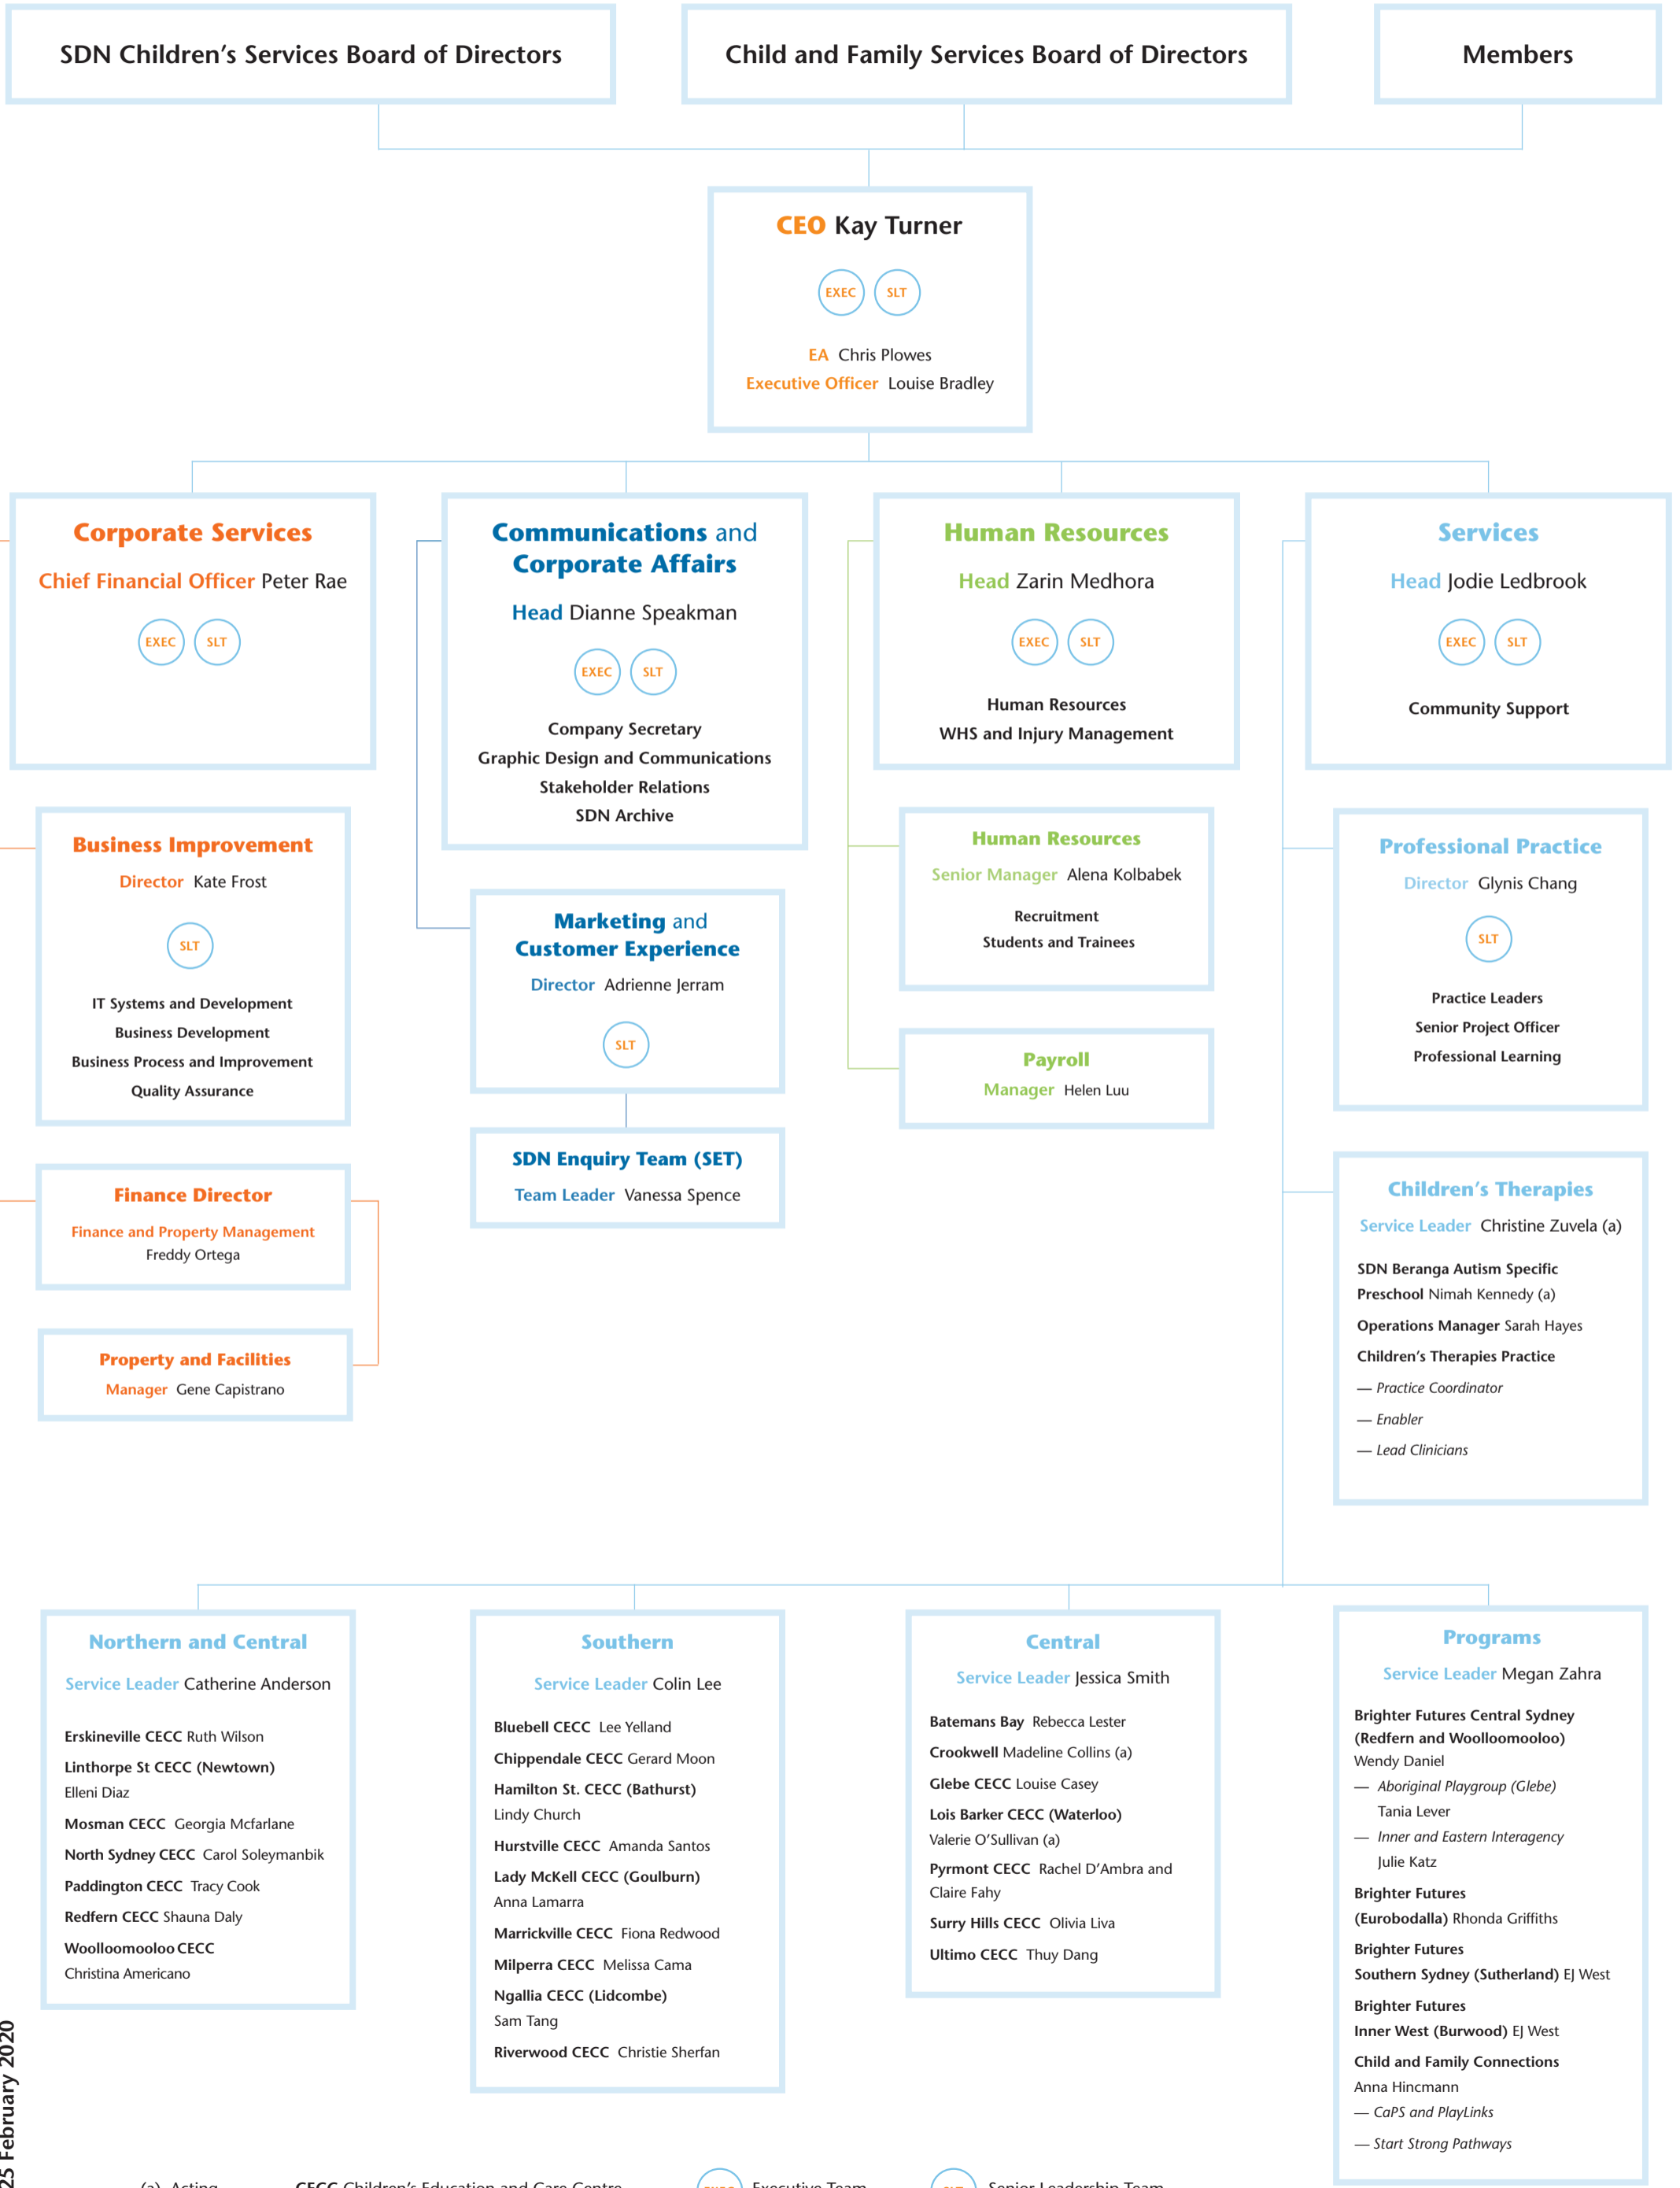 SDN Children’s Services Board of Directors
Child and Family Services Board of Directors
Members
CEO Kay Turner
EXEC
SLT
EA Chris Plowes
Executive Officer Louise Bradley
Corporate Services
Chief Financial Officer Peter Rae
EXEC
SLT
Business Improvement
Director Kate Frost
SLT
IT Systems and Development
Business Development
Business Process and Improvement
Quality Assurance
Finance Director
Finance and Property Management
Freddy Ortega
Property and Facilities
Manager Gene Capistrano
Communications and
Corporate Affairs
Head Dianne Speakman
EXEC
SLT
Company Secretary
Graphic Design and Communications
Stakeholder Relations
SDN Archive
Marketing and
Customer Experience
Director Adrienne Jerram
SLT
SDN Enquiry Team (SET)
Team Leader Vanessa Spence
Human Resources
Head Zarin Medhora
EXEC
SLT
Human Resources
WHS and Injury Management
Human Resources
Senior Manager Alena Kolbabek
Recruitment
Students and Trainees
Payroll
Manager Helen Luu
Services
Head Jodie Ledbrook
EXEC
SLT
Community Support
Professional Practice
Director Glynis Chang
SLT
Practice Leaders
Senior Project Officer
Professional Learning
Children’s Therapies
Service Leader Christine Zuvela (a)
SDN Beranga Autism Specific
Preschool Nimah Kennedy (a)
Operations Manager Sarah Hayes
Children’s Therapies Practice
— Practice Coordinator
— Enabler
— Lead Clinicians
Northern and Central
Service Leader Catherine Anderson
Erskineville CECC Ruth Wilson
Linthorpe St CECC (Newtown)
Elleni Diaz
Mosman CECC Georgia Mcfarlane
North Sydney CECC Carol Soleymanbik
Paddington CECC Tracy Cook
Redfern CECC Shauna Daly
Woolloomooloo CECC
Christina Americano
Southern
Service Leader Colin Lee
Bluebell CECC Lee Yelland
Chippendale CECC Gerard Moon
Hamilton St. CECC (Bathurst)
Lindy Church
Hurstville CECC Amanda Santos
Lady McKell CECC (Goulburn)
Anna Lamarra
Marrickville CECC Fiona Redwood
Milperra CECC Melissa Cama
Ngallia CECC (Lidcombe)
Sam Tang
Riverwood CECC Christie Sherfan
Central
Service Leader Jessica Smith
Batemans Bay Rebecca Lester
Crookwell Madeline Collins (a)
Glebe CECC Louise Casey
Lois Barker CECC (Waterloo)
Valerie O’Sullivan (a)
Pyrmont CECC Rachel D’Ambra and
Claire Fahy
Surry Hills CECC Olivia Liva
Ultimo CECC Thuy Dang
Programs
Service Leader Megan Zahra
Brighter Futures Central Sydney
(Redfern and Woolloomooloo)
Wendy Daniel
— Aboriginal Playgroup (Glebe)
Tania Lever
— Inner and Eastern Interagency
Julie Katz
Brighter Futures
(Eurobodalla) Rhonda Griffiths
Brighter Futures
Southern Sydney (Sutherland) EJ West
Brighter Futures
Inner West (Burwood) EJ West
Child and Family Connections
Anna Hincmann
— CaPS and PlayLinks
— Start Strong Pathways
25 February 2020
(a) Acting
CECC Children’s Education and Care Centre
EXEC Executive Team
SLT Senior Leadership Team